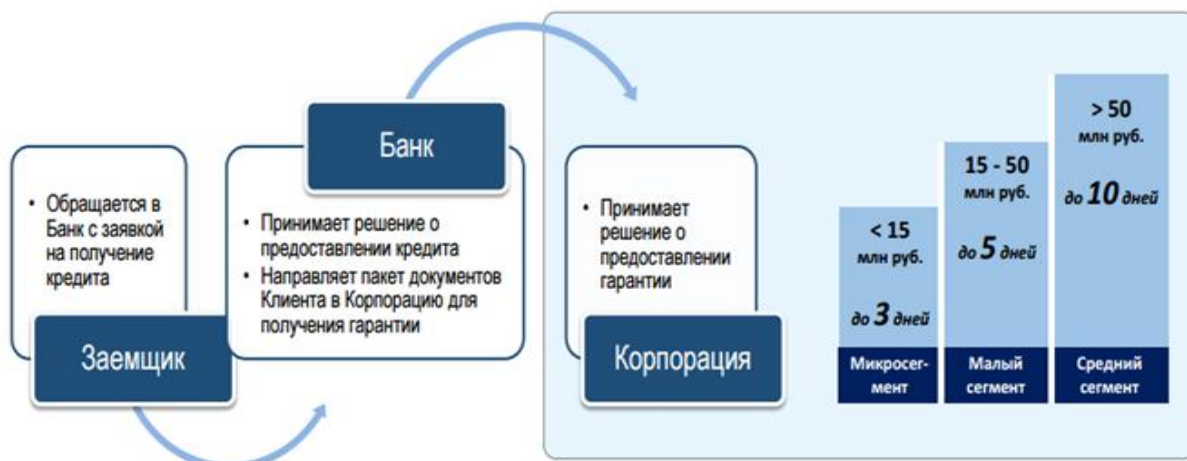 Заемщик
• Обращается в
Банк с заявкой
на получение
кредита
Банк
• Принимает решение о
предоставлении кредита
• Направляет пакет документов
Клиента в Корпорацию для
получения гарантии
• Принимает
решение о
предоставлении
гарантии
Корпорация
< 15
млн руб.
до 3 дней
Микросег-
мент
15 - 50
млн руб.
до 5 дней
Малый
сегмент
> 50
млн руб.
до 10 дней
Средний
сегмент